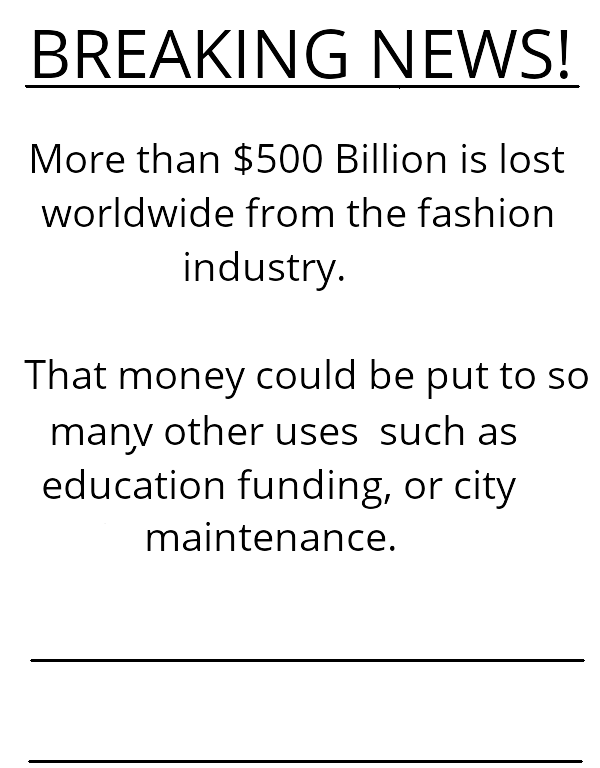 BREAKING NEWS!
More than $500 Billion is lost
worldwide from the fashion
industry.
That money could be put to so
many other uses  such as
education funding, or city
maintenance.